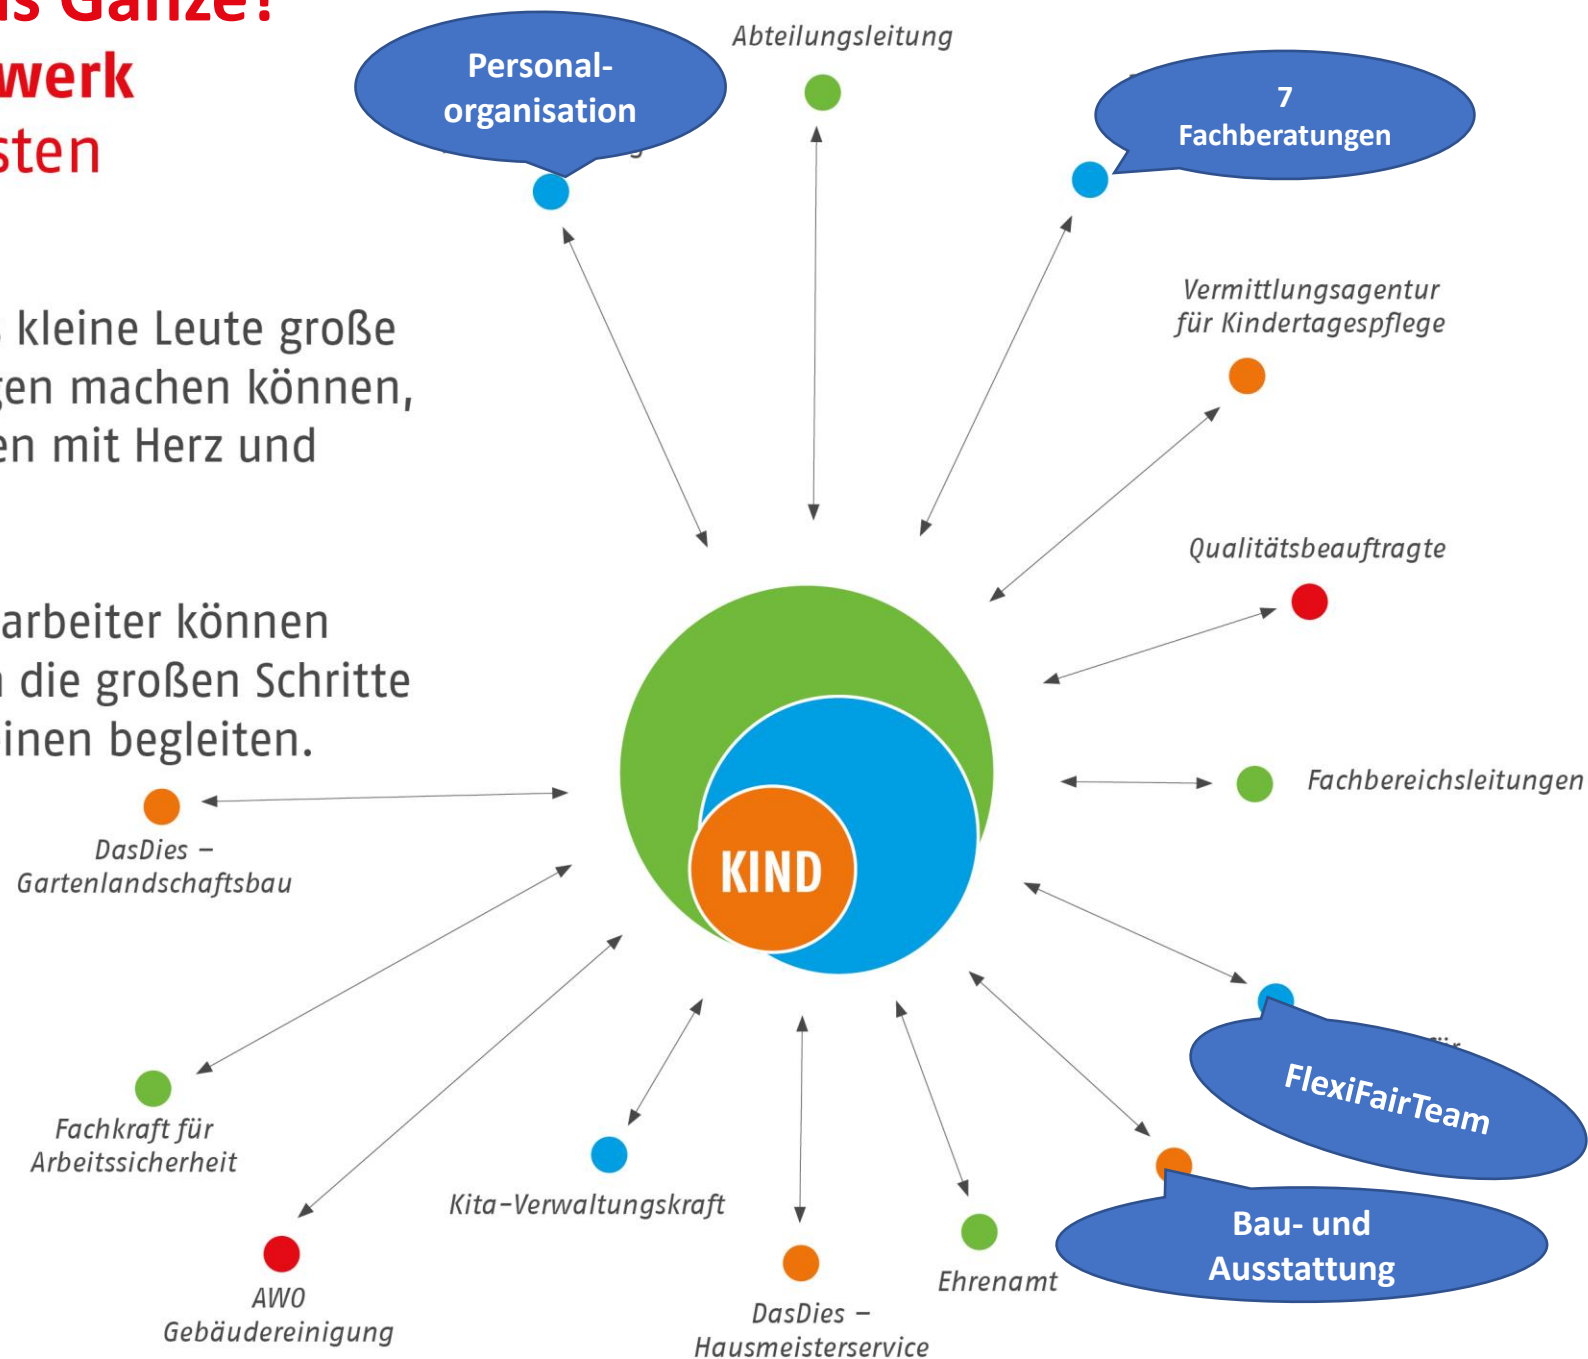 Ganze?
werk
sten
kleine Leute große
gen machen können,
en mit Herz und
arbeiter können
die großen Schritte
einen begleiten.
Personal-
organisation
Abteilungsleitung
7
Fachberatungen
Vermittlungsagentur
für Kindertagespflege
Qualitätsbeauftragte
Fachbereichsleitungen
FlexiFairTeam
Bau- und
Ausstattung
Ehrenamt
DasDies –
Hausmeisterservice
Kita-Verwaltungskraft
AWO
Gebäudereinigung
Fachkraft für
Arbeitssicherheit
DasDies –
Gartenlandschaftsbau
KIND